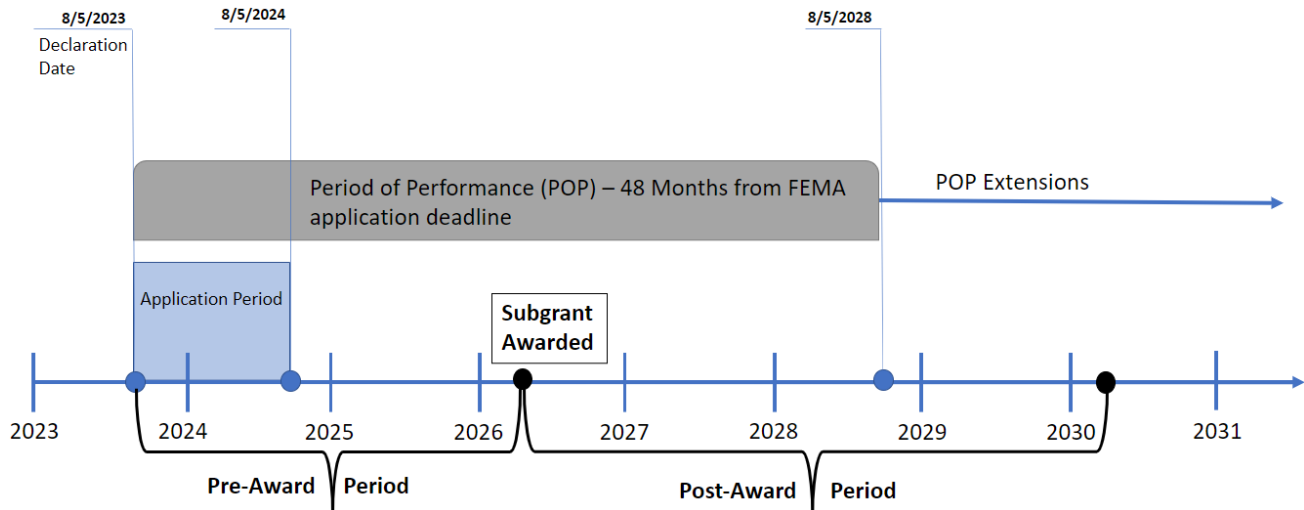 8/5/2023
8/5/2024
8/5/2028
Declaration
Date
Period of Performance (POP) – 48 Months from FEMA
application deadline
POP Extensions
Application Period
Subgrant
Awarded
2023
2024
2025
2026
2027
2028
2029
2030
2031
Pre-Award Period
Post-Award Period